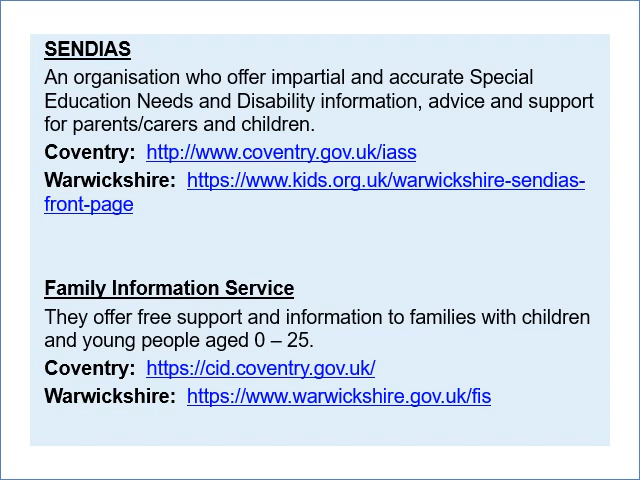 SENDIAS
An organisation who offer impartial and accurate Special
Education Needs and Disability information, advice and support
for parents/carers and children.
Coventry: http://www.coventry.gov.uk/iass
Warwickshire: https://www.kids.org.uk/warwickshire-sendias-
front-page
Family Information Service
They offer free support and information to families with children
and young people aged 0 – 25.
Coventry: https://cid.coventry.gov.uk/
Warwickshire: https://www.warwickshire.gov.uk/fis